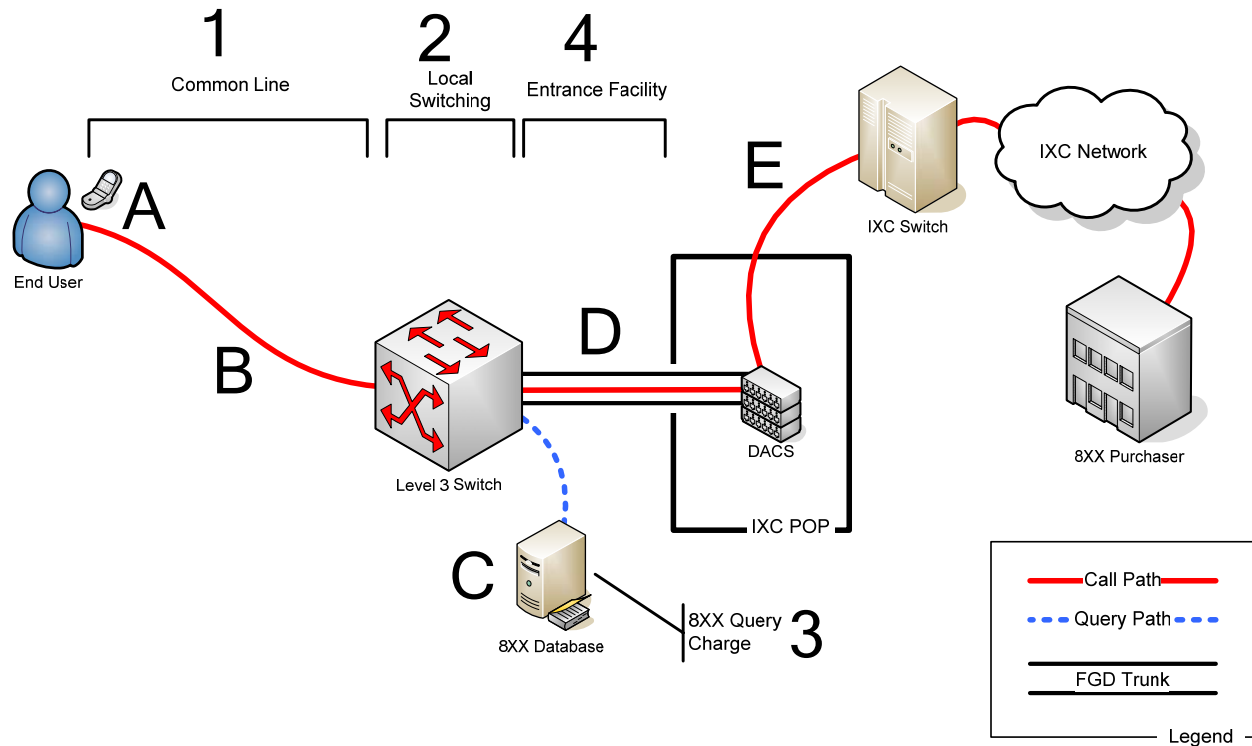 1
2
4
Common Line
Local
Switching
Entrance Facility
E
IXC Network
A
IXC Switch
End User
D
B
DACS
8XX Purchaser
Level 3 Switch
IXC POP
C
Call Path
8XX Query
Charge
3
Query Path
8XX Database
FGD Trunk
Legend